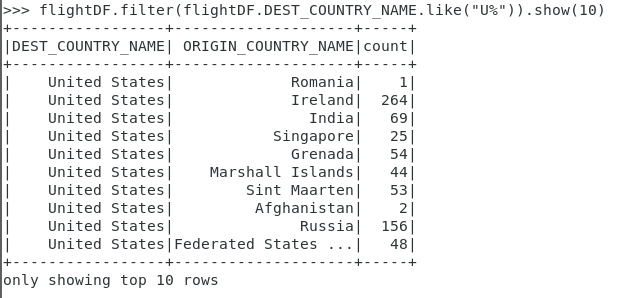 >>> flightDF.filter(flightDF.DEST_COUNTRY_NAME.like("U%")).show(10)
+-----------------+-------------------+-----+
|DEST_COUNTRY_NAME|ORIGIN_COUNTRY_NAME|count|
+-----------------+-------------------+-----+
|    United States|            Romania|    1|
|    United States|            Ireland|  264|
|    United States|              India|   69|
|    United States|          Singapore|   25|
|    United States|            Grenada|   54|
|    United States|   Marshall Islands|   44|
|    United States|       Sint Maarten|   53|
|    United States|        Afghanistan|    2|
|    United States|             Russia|  156|
|    United States|Federated States ...|   48|
+-----------------+-------------------+-----+
only showing top 10 rows